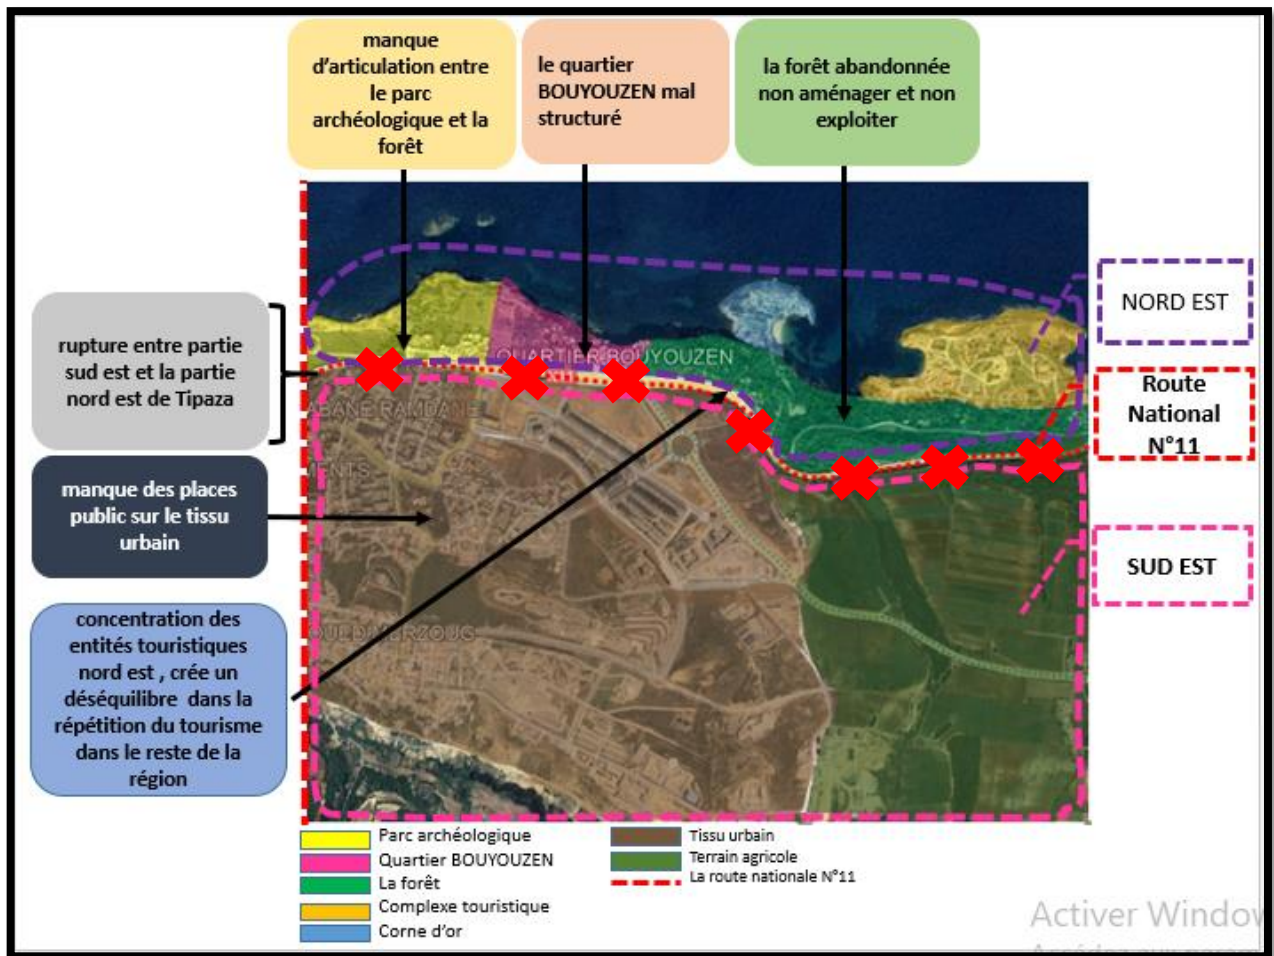 manque
d'articulation entre
le parc
archéologique et la
forêt
le quartier
BOUYOUZEN mal
structuré
la forêt abandonnée
non aménager et non
exploiter
rupture entre partie
sud est et la partie
nord est de Tipaza
manque des places
public sur le tissu
urbain
concentration des
entités touristiques
nord est , crée un
déséquilibre dans la
répétition du tourisme
dans le reste de la
région
QUARTIER BOUYOUZEN
ABANE RAMDANE
MENTS
NORD EST
Route
National
N°11
SUD EST
Parc archéologique
Quartier BOUYOUZEN
La forêt
Complexe touristique
Corne d'or
Tissu urbain
Terrain agricole
La route nationale N°11
Activer Window